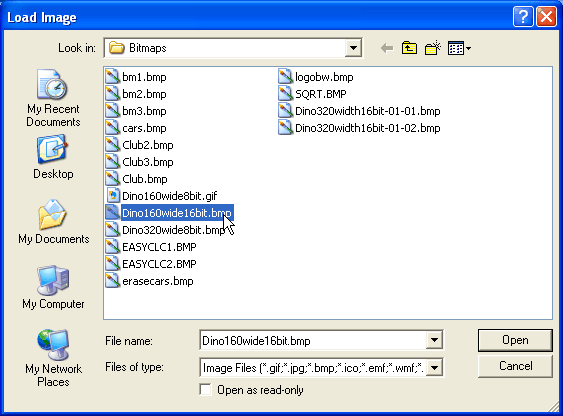 Load Image
Look in: Bitmaps
My Recent
Documents
Desktop
My Documents
My Computer
My Network
Places
bm1.bmp
bm2.bmp
bm3.bmp
cars.bmp
Club2.bmp
Club3.bmp
Club.bmp
Dino160wide8bit.gif
Dino160wide16bit.bmp
Dino320wide8bit.bmp
EASYCLC1.BMP
EASYCLC2.BMP
erasecars.bmp
logobw.bmp
SQRT.BMP
Dino320width16bit-01-01.bmp
Dino320width16bit-01-02.bmp
File name: Dino160wide16bit.bmp Open
Files of type: Image Files (*.gif;*.jpg;*.bmp;*.ico;*.emf;*.wmf;*. Cancel
Open as read-only